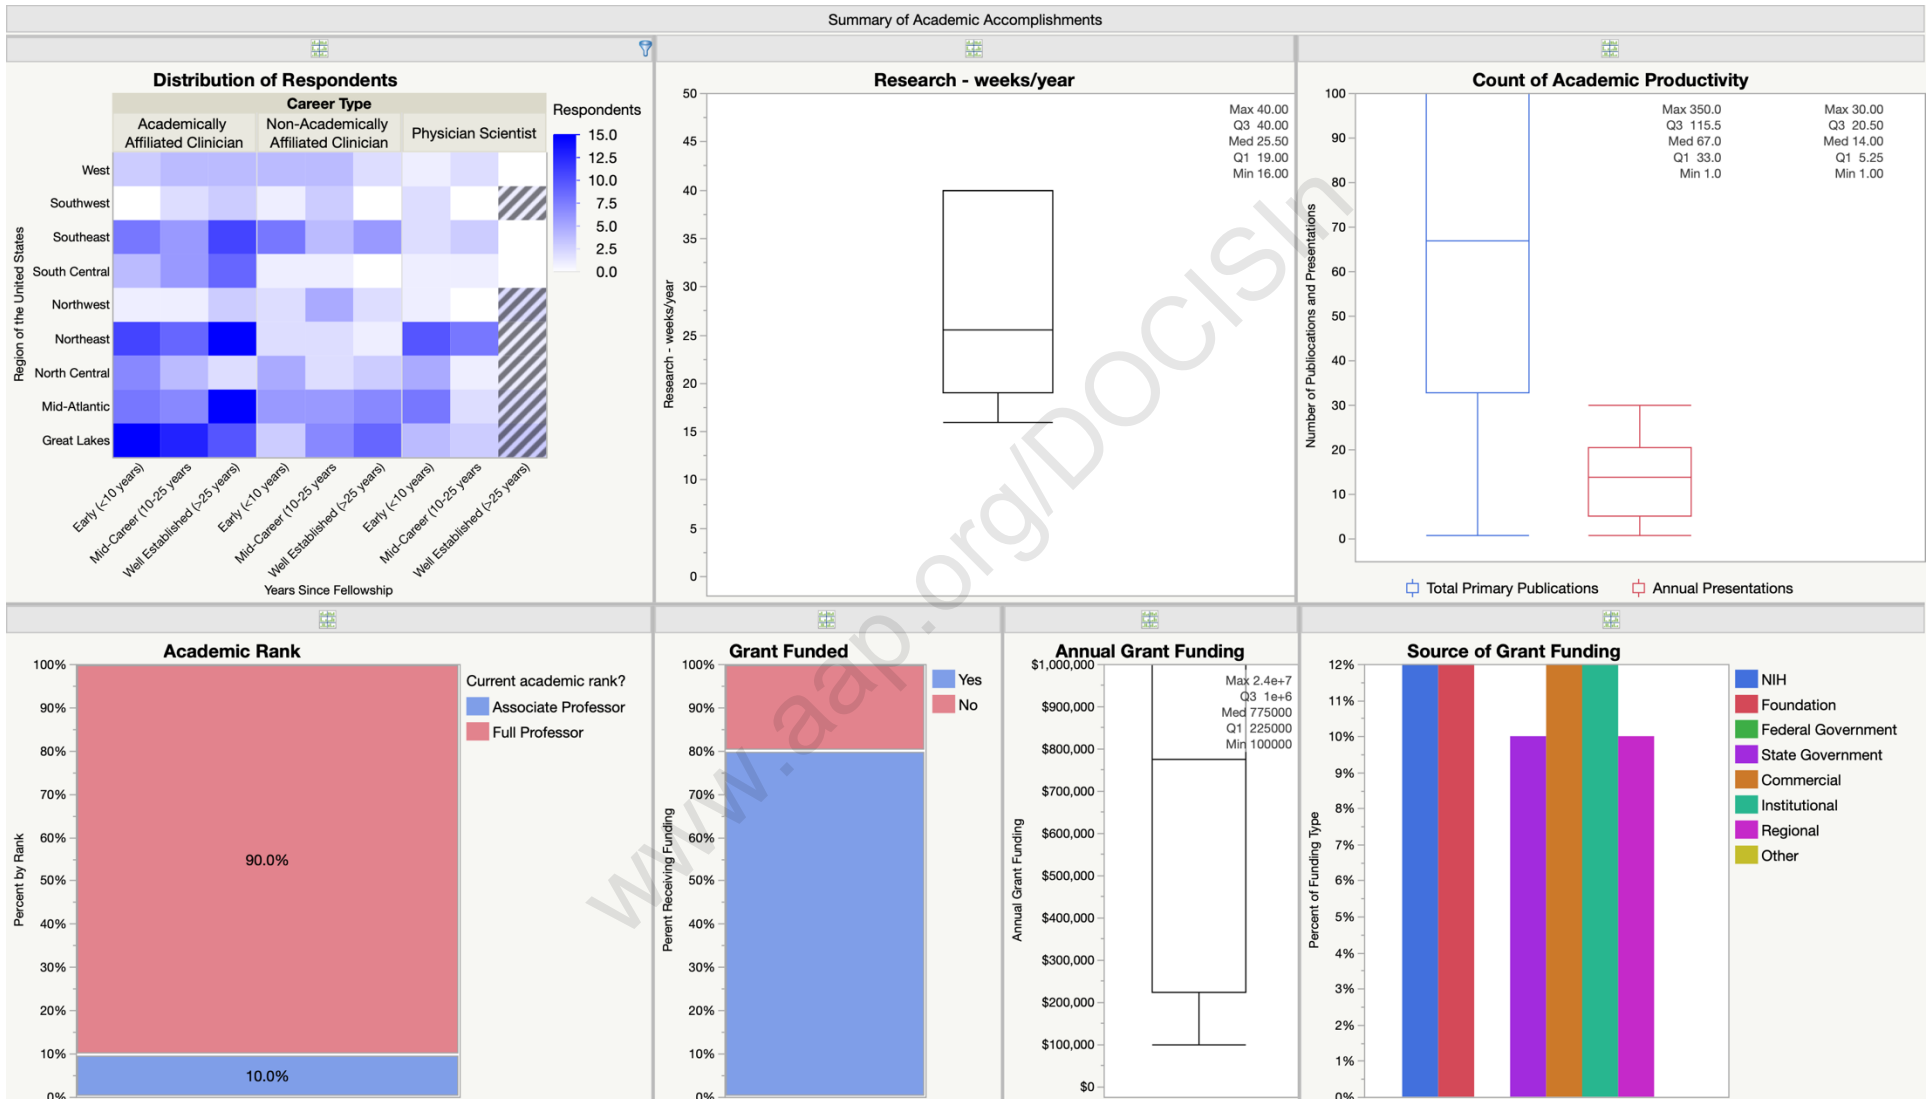 Summary of Academic Accomplishments
Distribution of Respondents
Career Type
Academically
Affiliated Clinician
Non-Academically
Affiliated Clinician
Physician Scientist
Respondents
15.0
12.5
10.0
7.5
5.0
2.5
0.0
Region of the United States
West
Southwest
Southeast
South Central
Northwest
Northeast
North Central
Mid-Atlantic
Great Lakes
Early (<10 years)
Mid-Career (10-25 years
Well Established (>25 years)
Early (<10 years)
Mid-Career (10-25 years
Well Established (>25 years)
Early (<10 years)
Mid-Career (10-25 years
Well Established (>25 years)
Years Since Fellowship
Research - weeks/year
Research - weeks/year
50
45
40
35
30
25
20
15
10
5
0
Max 40.00
Q3 40.00
Med 25.50
Q1 19.00
Min 16.00
Count of Academic Productivity
Number of Publiocations and Presentations
100
90
80
70
60
50
40
30
20
10
0
Max 350.0
Q3 115.5
Med 67.0
Q1 33.0
Min 1.0
Max 30.00
Q3 20.50
Med 14.00
Q1 5.25
Min 1.00
Total Primary Publications
Annual Presentations
Academic Rank
Percent by Rank
100%
90%
80%
70%
60%
50%
40%
30%
20%
10%
0%
90.0%
10.0%
Current academic rank?
Associate Professor
Full Professor
Grant Funded
Perent Receiving Funding
100%
90%
80%
70%
60%
50%
40%
30%
20%
10%
0%
Yes
No
Annual Grant Funding
Annual Grant Funding
$1,000,000
$900,000
$800,000
$700,000
$600,000
$500,000
$400,000
$300,000
$200,000
$100,000
$0
Max 2.4e+7
Q3 1e+6
Med 775000
Q1 225000
Min 100000
Source of Grant Funding
Percent of Funding Type
12%
11%
10%
9%
8%
7%
6%
5%
4%
3%
2%
1%
0%
NIH
Foundation
Federal Government
State Government
Commercial
Institutional
Regional
Other
www.aap.org/DOCISIn